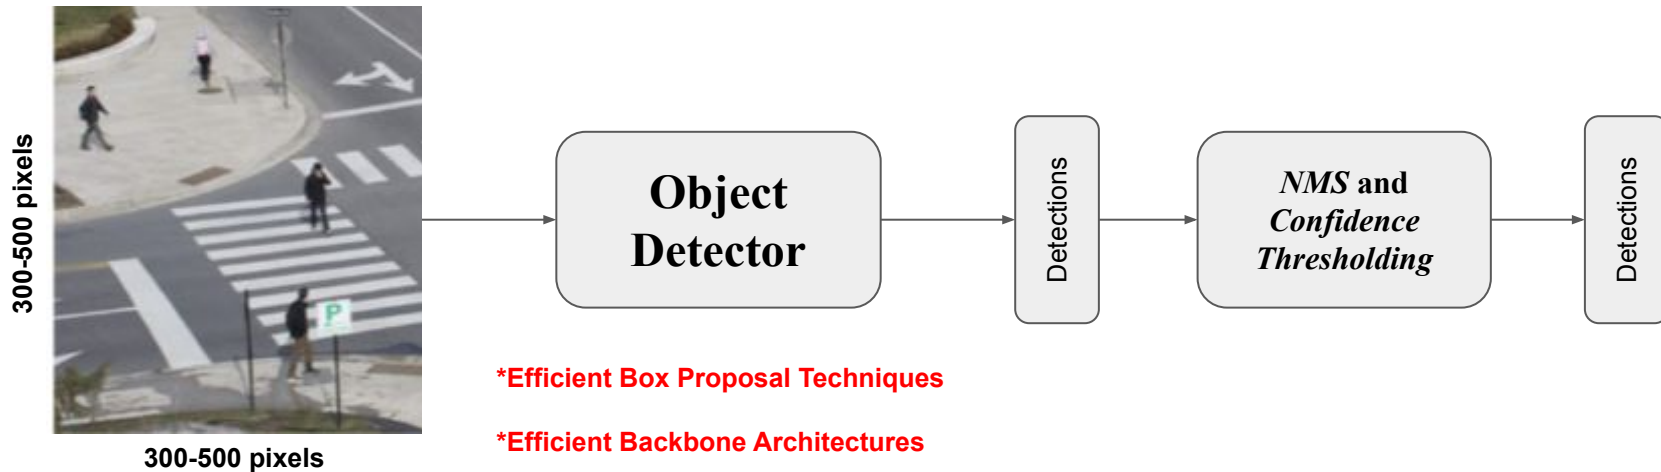 300-500 pixels
P
300-500 pixels
Object
Detector
Detections
NMS and
Confidence
Thresholding
Detections
*Efficient Box Proposal Techniques
*Efficient Backbone Architectures